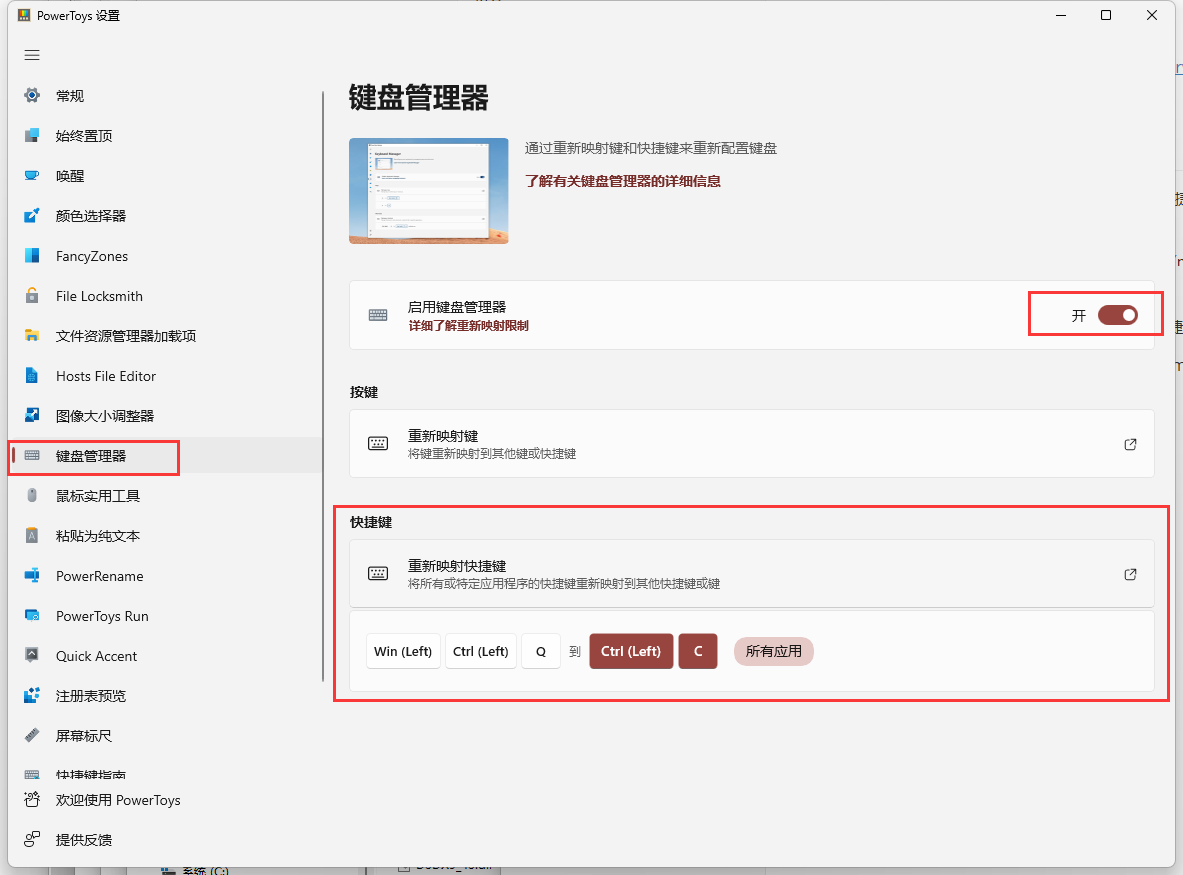 PowerToys 设置
常规
始终置顶
唤醒
颜色选择器
FancyZones
File Locksmith
文件资源管理器加载项
Hosts File Editor
图像大小调整器
键盘管理器
鼠标实用工具
粘贴为纯文本
PowerRename
PowerToys Run
Quick Accent
注册表预览
屏幕标尺
快捷键指南
欢迎使用 PowerToys
提供反馈
键盘管理器
通过重新映射键和快捷键来重新配置键盘
了解有关键盘管理器的详细信息
启用键盘管理器
详细了解重新映射限制
开
按键
重新映射键
将键重新映射到其他键或快捷键
快捷键
重新映射快捷键
将所有或特定应用程序的快捷键重新映射到其他快捷键或键
Win (Left) Ctrl (Left) Q 到 Ctrl (Left) C 所有应用
系统 (C:)